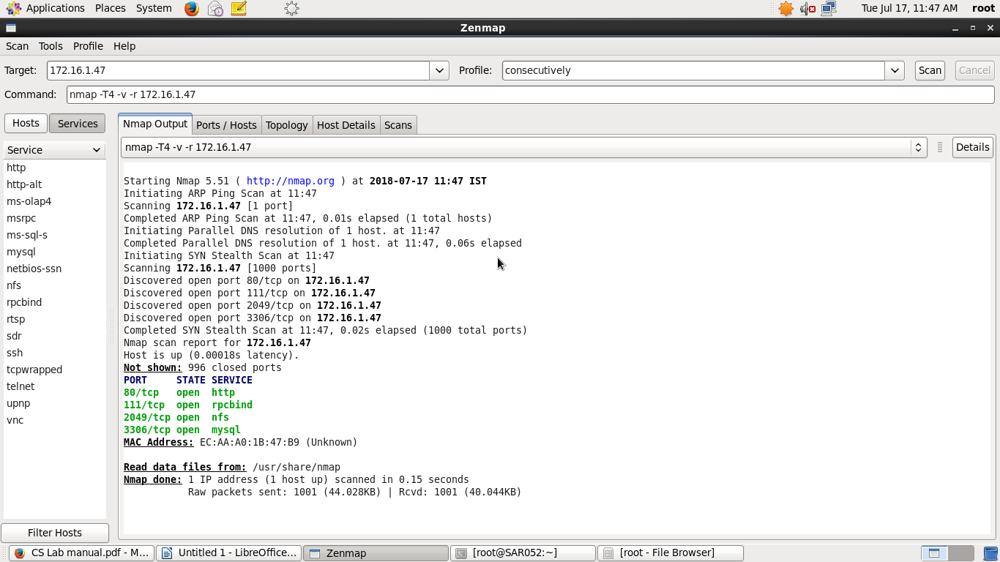 Applications Places System Tue Jul 17, 11:47 AM root
Zenmap
Scan Tools Profile Help
Target: 172.16.1.47 Profile: consecutively Scan Cancel
Command: nmap -T4 -v -r 172.16.1.47
Hosts Services
Service
http
http-alt
ms-olap4
msrpc
ms-sql-s
mysql
netbios-ssn
nfs
rpcbind
rtsp
sdr
ssh
tcpwrapped
telnet
upnp
vnc
Filter Hosts
Nmap Output Ports / Hosts Topology Host Details Scans
nmap -T4 -v -r 172.16.1.47 Details
Starting Nmap 5.51 ( http://nmap.org ) at 2018-07-17 11:47 IST
Initiating ARP Ping Scan at 11:47
Scanning 172.16.1.47 [1 port]
Completed ARP Ping Scan at 11:47, 0.01s elapsed (1 total hosts)
Initiating Parallel DNS resolution of 1 host. at 11:47
Completed Parallel DNS resolution of 1 host. at 11:47, 0.06s elapsed
Initiating SYN Stealth Scan at 11:47
Scanning 172.16.1.47 [1000 ports]
Discovered open port 80/tcp on 172.16.1.47
Discovered open port 111/tcp on 172.16.1.47
Discovered open port 2049/tcp on 172.16.1.47
Discovered open port 3306/tcp on 172.16.1.47
Completed SYN Stealth Scan at 11:47, 0.02s elapsed (1000 total ports)
Nmap scan report for 172.16.1.47
Host is up (0.00018s latency).
Not shown: 996 closed ports
PORT STATE SERVICE
80/tcp open http
111/tcp open rpcbind
2049/tcp open nfs
3306/tcp open mysql
MAC Address: EC:AA:A0:1B:47:B9 (Unknown)
Read data files from: /usr/share/nmap
Nmap done: 1 IP address (1 host up) scanned in 0.15 seconds
Raw packets sent: 1001 (44.028KB) | Rcvd: 1001 (40.044KB)
CS Lab manual.pdf - M... Untitled 1 - LibreOffice... Zenmap [root@SAR052:~] [root - File Browser]